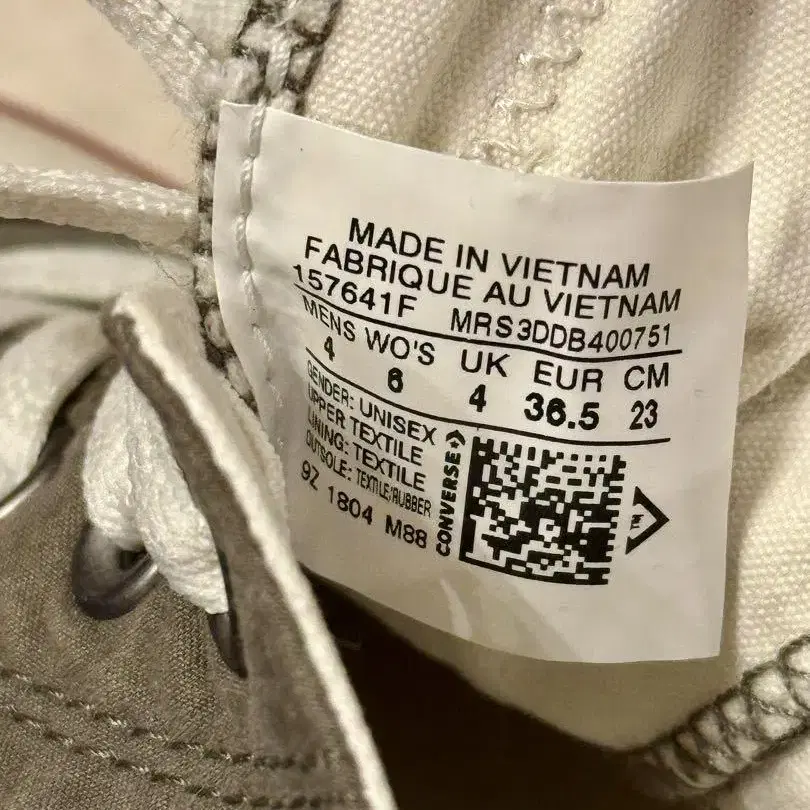 MADE IN VIETNAM
FABRIQUE AU VIETNAM
157641F MRS3DDB400751
MENS WO'S UK EUR CM
4 6 4 36.5 23
GENDER: UNISEX
UPPER TEXTILE
LINING: TEXTILE
OUTSOLE: TEXTILE/RUBBER
9Z 1804 M88
CONVERSE
TM